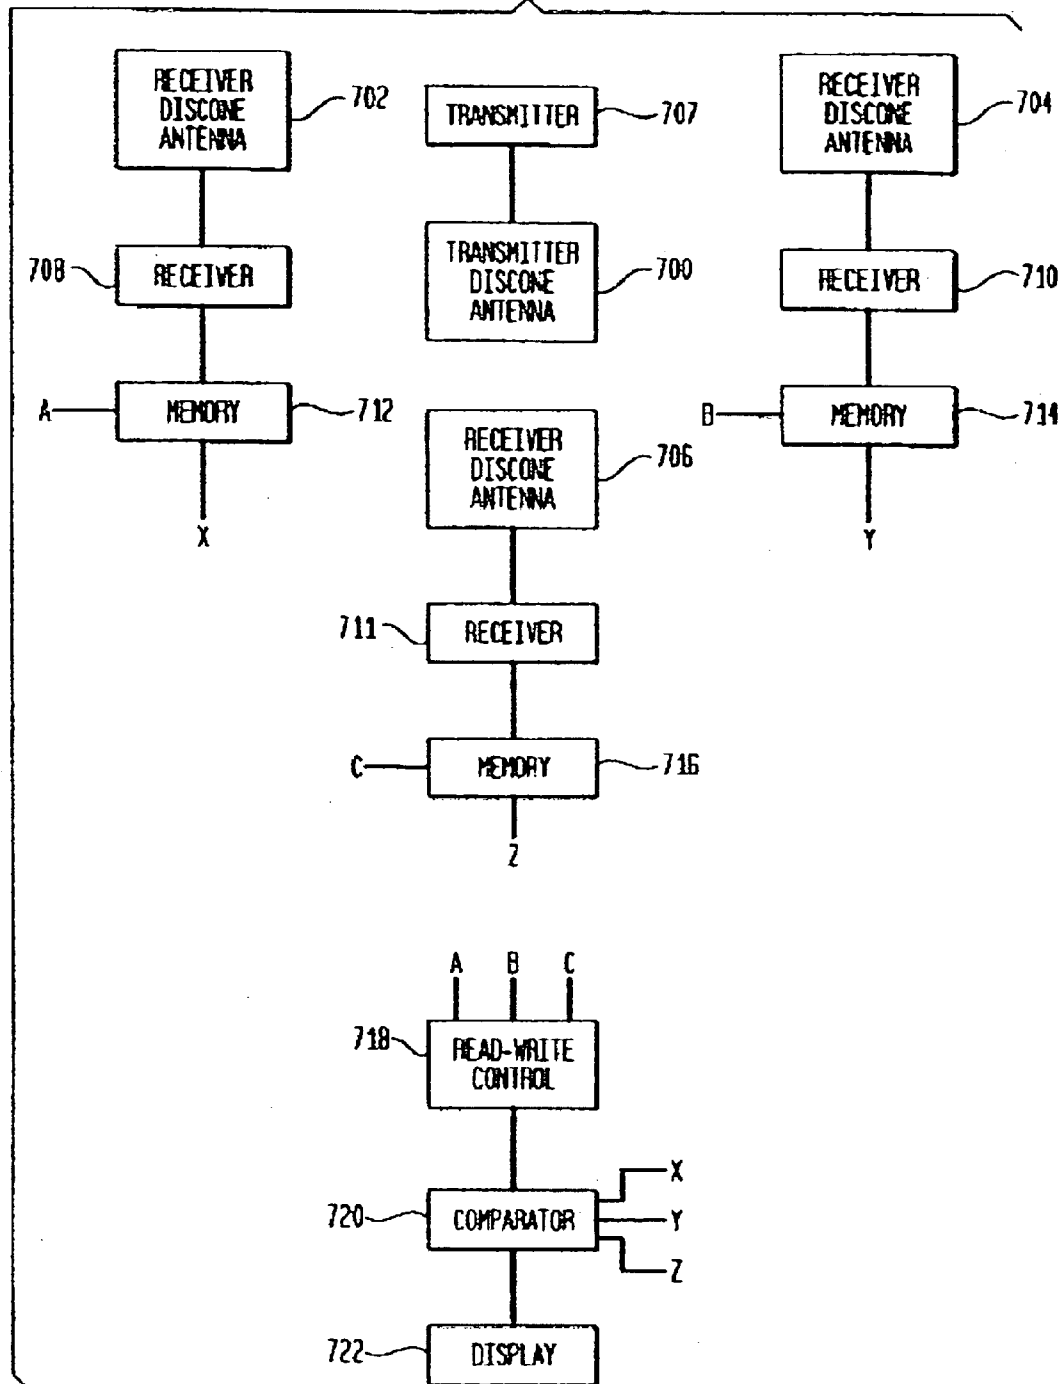 RECEIVER
DISCONE
ANTENNA
702
TRANSMITTER
707
RECEIVER
DISCONE
ANTENNA
704
708
RECEIVER
TRANSMITTER
DISCONE
ANTENNA
700
RECEIVER
710
A
MEMORY
712
RECEIVER
DISCONE
ANTENNA
706
B
MEMORY
714
X
Y
711
RECEIVER
C
MEMORY
716
Z
A B C
718
READ-WRITE
CONTROL
X
720
COMPARATOR
Y
Z
722
DISPLAY